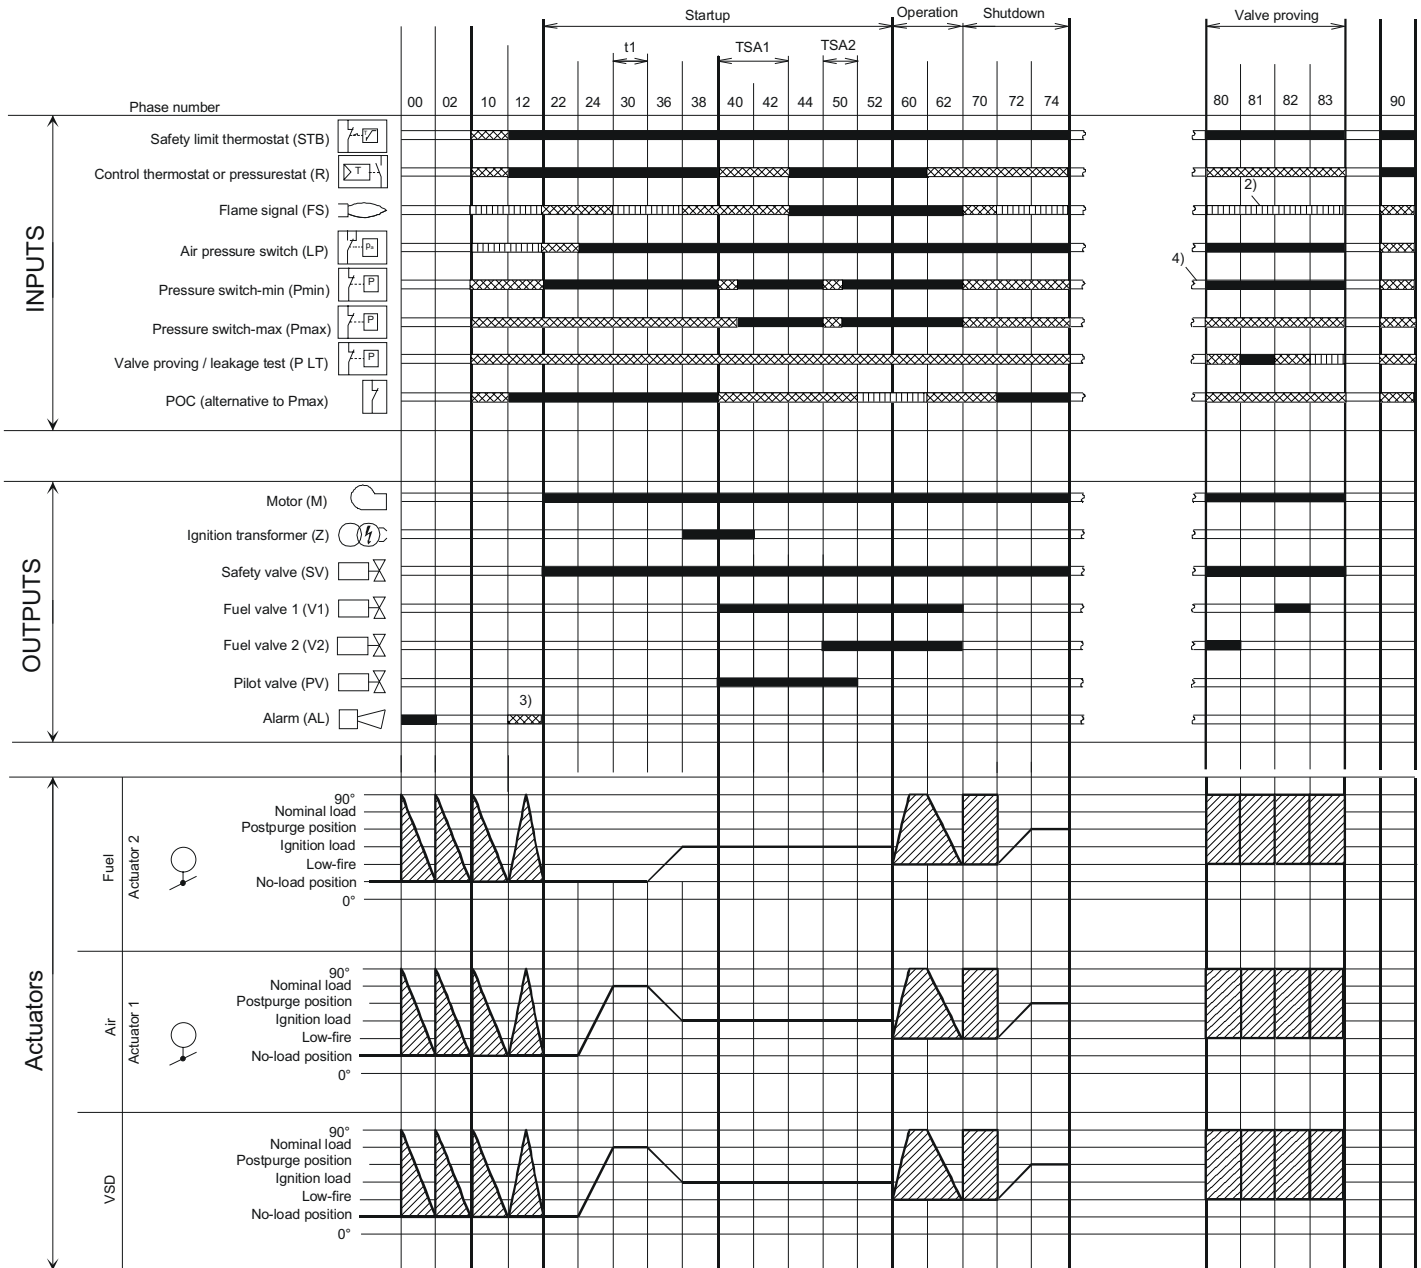 Startup Operation Shutdown Valve proving
t1 TSA1 TSA2
Phase number 00 02 10 12 22 24 30 36 38 40 42 44 50 52 60 62 70 72 74 80 81 82 83 90
INPUTS
Safety limit thermostat (STB)
Control thermostat or pressurestat (R) T
2)
Flame signal (FS)
Air pressure switch (LP)
4)
Pressure switch-min (Pmin) P
Pressure switch-max (Pmax) P
Valve proving / leakage test (P LT) P
POC (alternative to Pmax)
OUTPUTS
Motor (M)
Ignition transformer (Z)
Safety valve (SV)
Fuel valve 1 (V1)
Fuel valve 2 (V2)
Pilot valve (PV)
3)
Alarm (AL)
Actuators
Fuel
Actuator 2
90°
Nominal load
Postpurge position
Ignition load
Low-fire
No-load position
0°
Air
Actuator 1
90°
Nominal load
Postpurge position
Ignition load
Low-fire
No-load position
0°
VSD
90°
Nominal load
Postpurge position
Ignition load
Low-fire
No-load position
0°